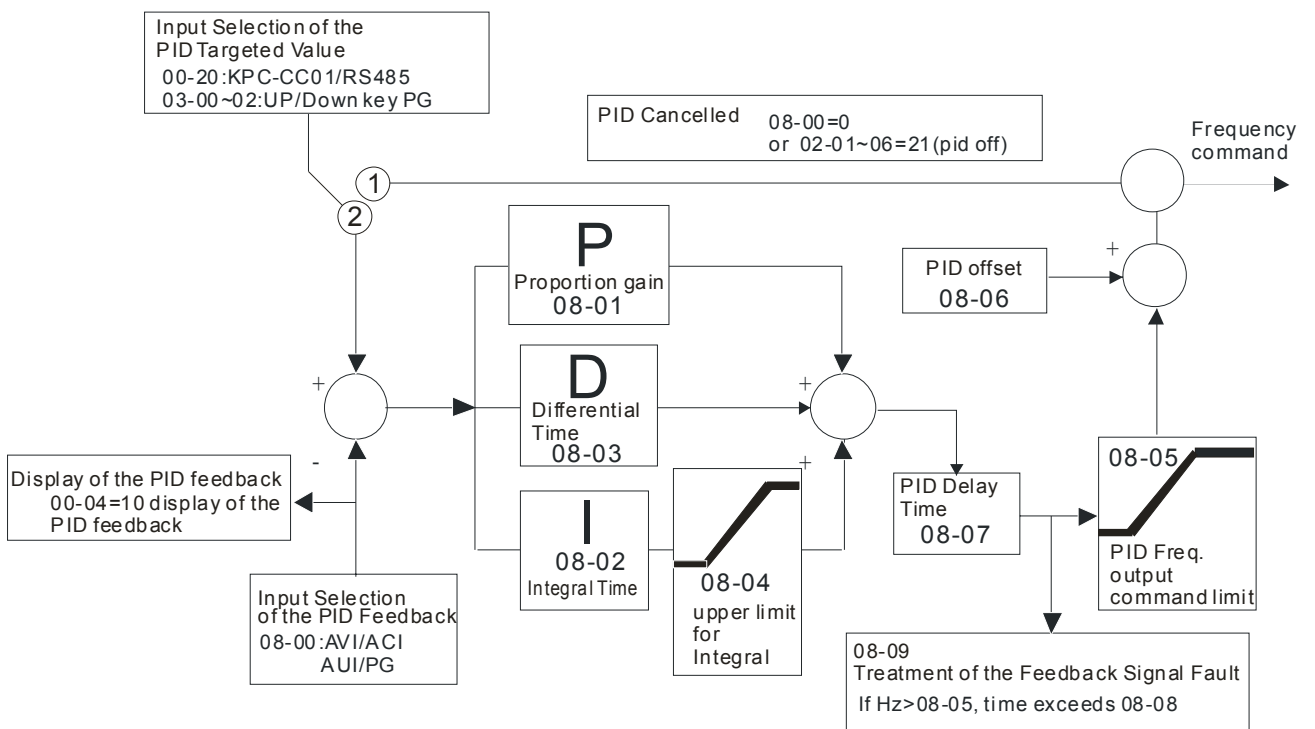 Input Selection of the
PID Targeted Value
00-20:KPC-CC01/RS485
03-00~02:UP/Down key PG
PID Cancelled
08-00=0
or 02-01~06=21(pid off)
Frequency
command
1
2
P
Proportion gain
08-01
PID offset
08-06
+
+
D
Differential
Time
08-03
+
-
+
Display of the PID feedback
00-04=10 display of the
PID feedback
I
08-02
Integral Time
08-04
upper limit
for
Integral
PID Delay
Time
08-07
08-05
PID Freq.
output
command limit
Input Selection
of the PID Feedback
08-00:AVI/ACI
AUI/PG
08-09
Treatment of the Feedback Signal Fault
If Hz>08-05, time exceeds 08-08